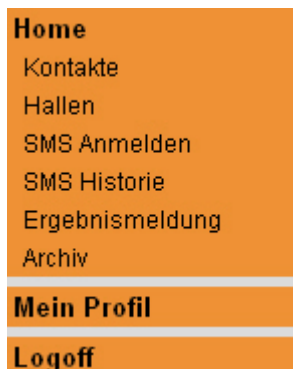 Home
Kontakte
Hallen
SMS Anmelden
SMS Historie
Ergebnismeldung
Archiv
Mein Profil
Logoff